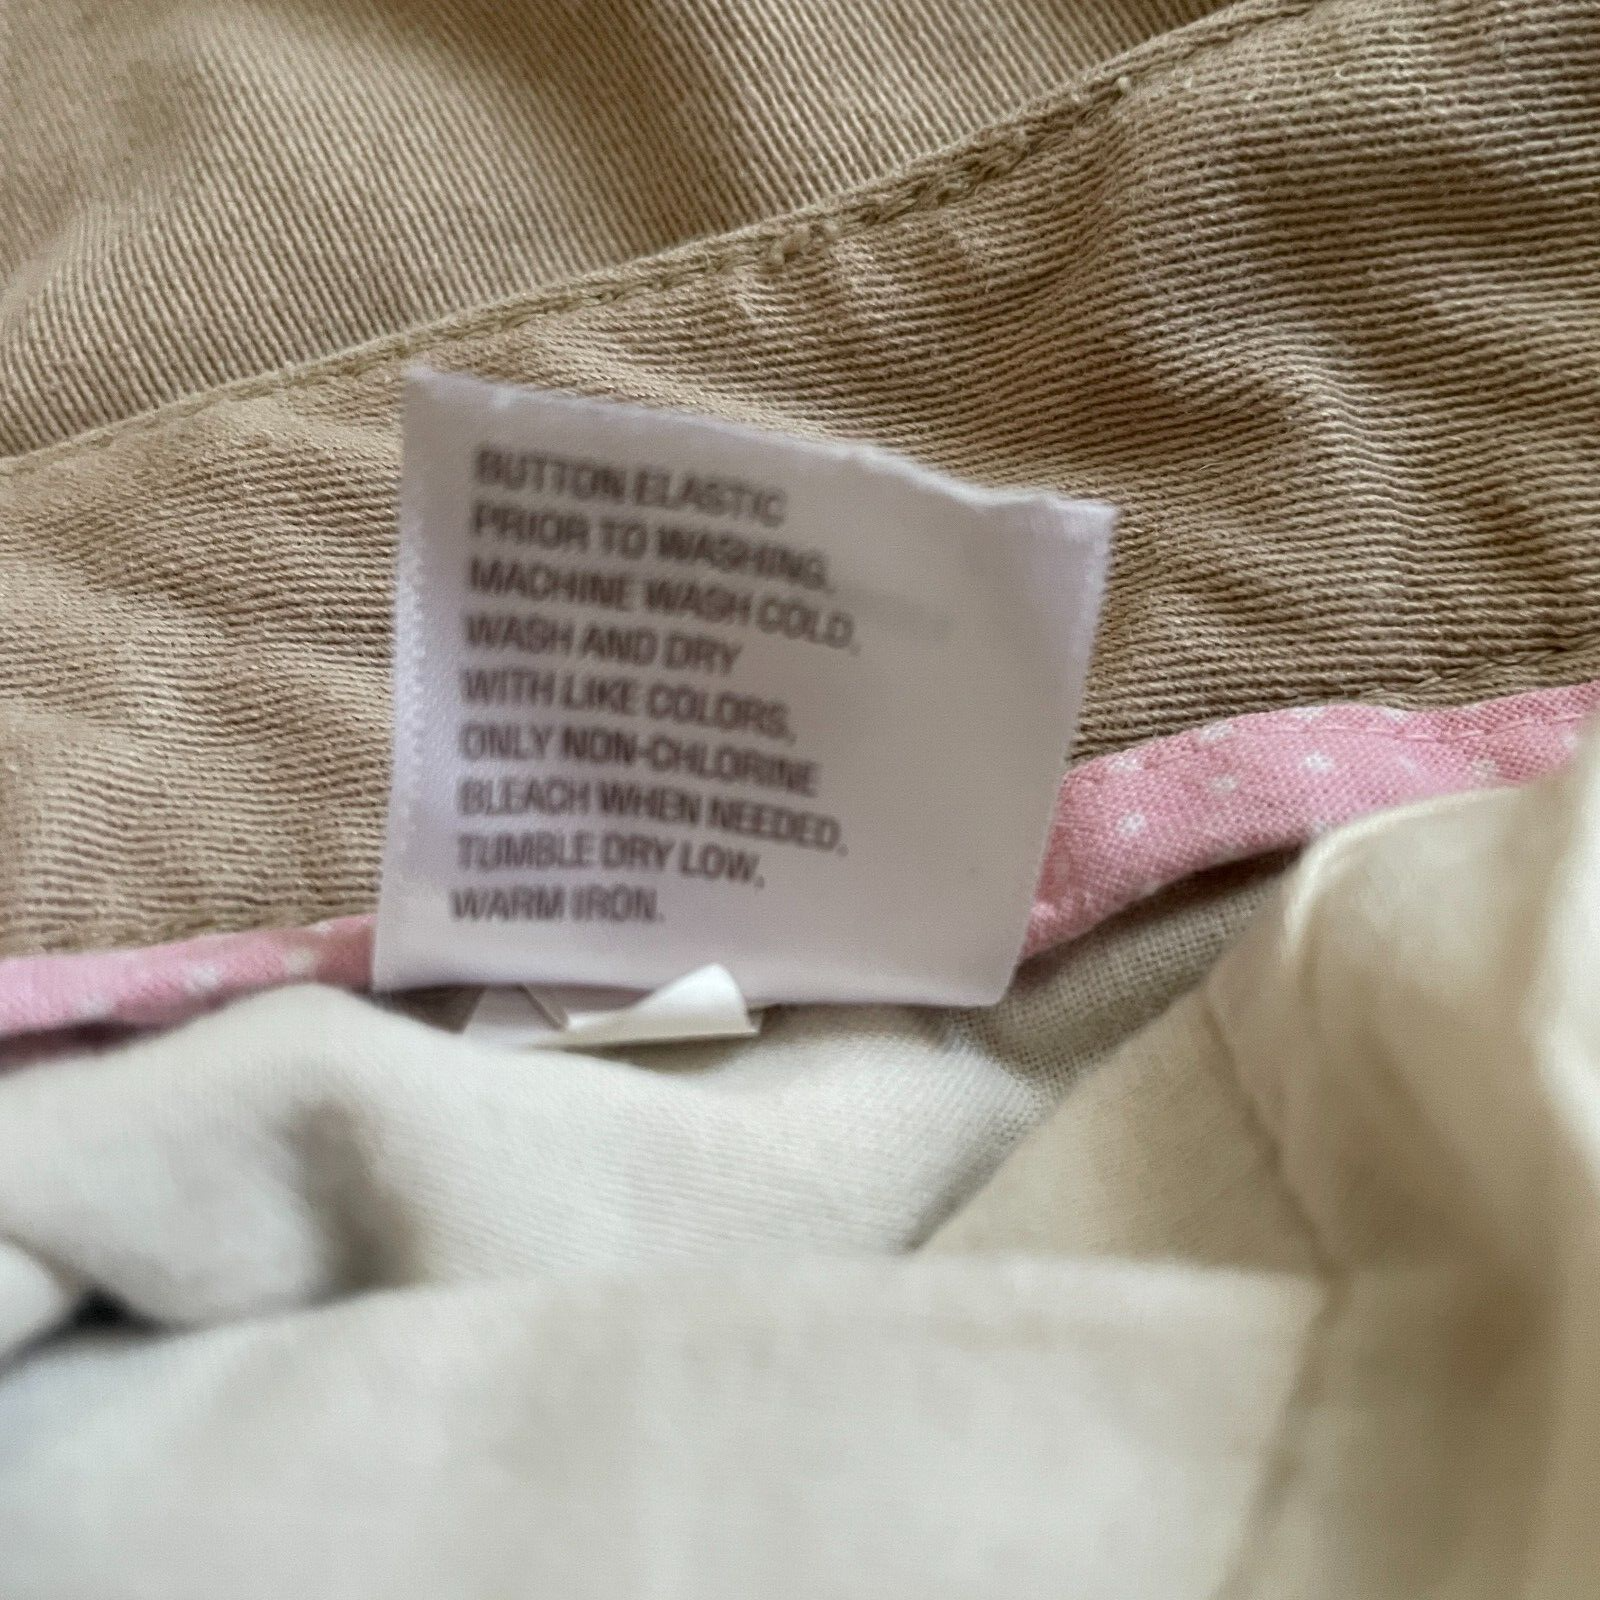 BUTTON ELASTIC
PRIOR TO WASHING,
MACHINE WASH COLD,
WASH AND DRY
WITH LIKE COLORS,
ONLY NON-CHLORINE
BLEACH WHEN NEEDED,
TUMBLE DRY LOW,
WARM IRON.